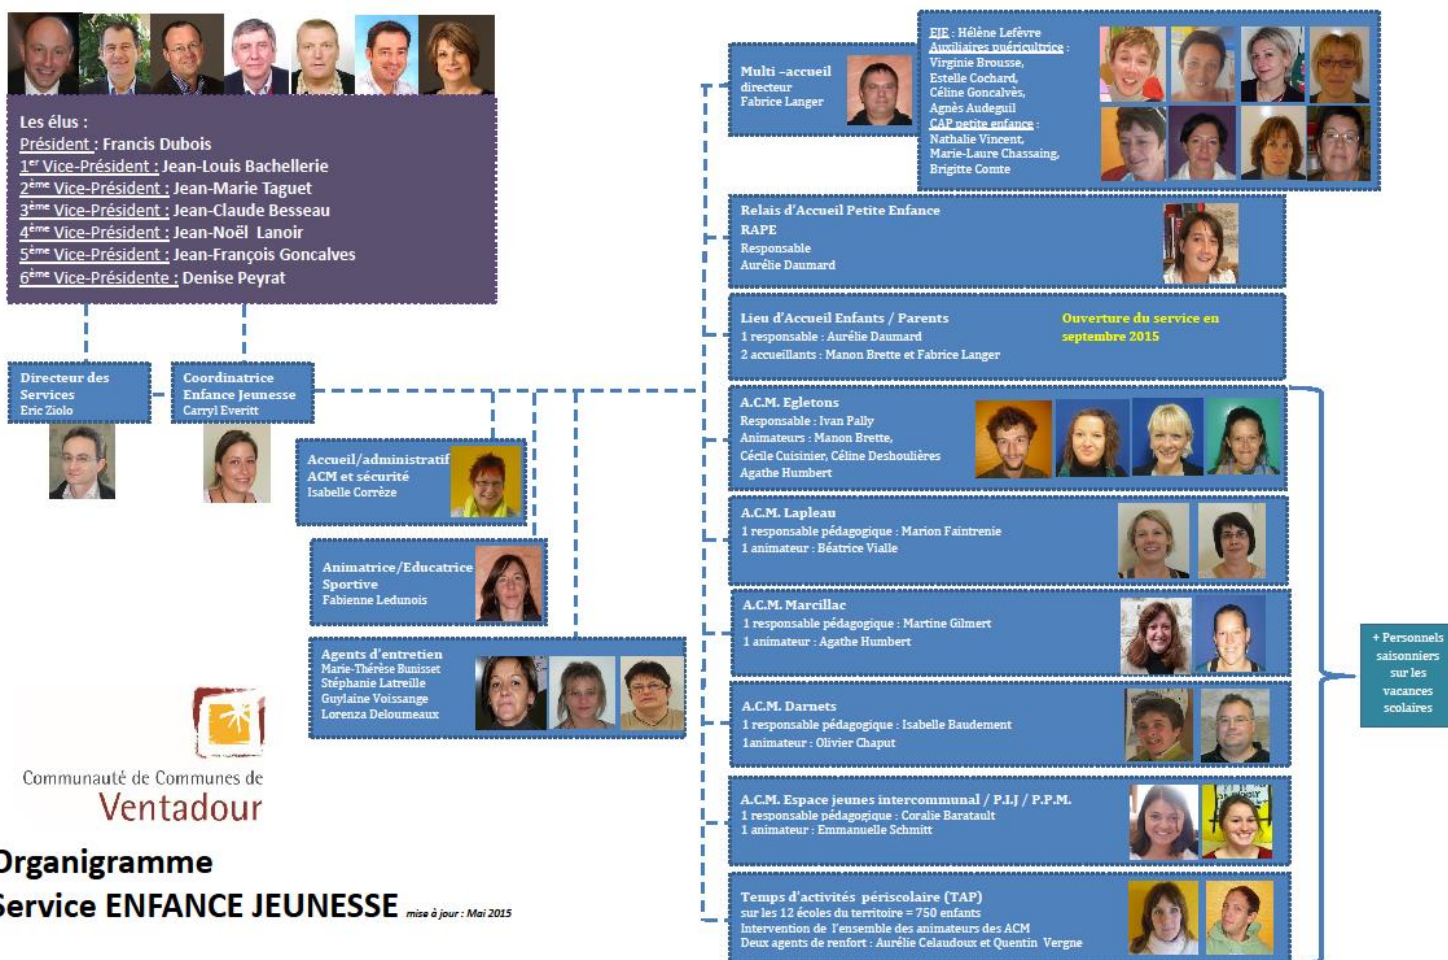 Les élus :
Président : Francis Dubois
1er Vice-Président : Jean-Louis Bachellerie
2ème Vice-Président : Jean-Marie Taguet
3ème Vice-Président : Jean-Claude Besseau
4ème Vice-Président : Jean-Noël Lanoir
5ème Vice-Président : Jean-François Goncalves
6ème Vice-Présidente : Denise Peyrat
Directeur des
Services
Eric Ziolo
Coordinatrice
Enfance Jeunesse
Carryl Everitt
Accueil/administratif
ACM et sécurité
Isabelle Corrèze
Animatrice/Educatrice
Sportive
Fabienne Ledunois
Agents d'entretien
Marie-Thérèse Bunisset
Stéphanie Latreille
Guylaine Voissange
Lorenza Deloumeaux
Multi –accueil
directeur
Fabrice Langer
EJE : Hélène Lefèvre
Auxiliaires puéricultrice :
Virginie Brousse,
Estelle Cochard,
Céline Goncalvès,
Agnès Audeguil
CAP petite enfance :
Nathalie Vincent,
Marie-Laure Chassaing,
Brigitte Comte
Relais d'Accueil Petite Enfance
RAPE
Responsable
Aurélie Daumard
Lieu d'Accueil Enfants / Parents
1 responsable : Aurélie Daumard
2 accueillants : Manon Brette et Fabrice Langer
Ouverture du service en
septembre 2015
A.C.M. Egletons
Responsable : Ivan Pally
Animateurs : Manon Brette,
Cécile Cuisinier, Céline Deshoulières
Agathe Humbert
A.C.M. Lapleau
1 responsable pédagogique : Marion Faintrenie
1 animateur : Béatrice Vialle
A.C.M. Marcillac
1 responsable pédagogique : Martine Gilmert
1 animateur : Agathe Humbert
A.C.M. Darnets
1 responsable pédagogique : Isabelle Baudement
1animateur : Olivier Chaput
A.C.M. Espace jeunes intercommunal / P.I.J / P.P.M.
1 responsable pédagogique : Coralie Baratault
1 animateur : Emmanuelle Schmitt
Temps d'activités périscolaire (TAP)
sur les 12 écoles du territoire = 750 enfants
Intervention de l'ensemble des animateurs des ACM
Deux agents de renfort : Aurélie Celaudoux et Quentin Vergne
+ Personnels
saisonniers
sur les
vacances
scolaires
Communauté de Communes de
Ventadour
Organigramme
Service ENFANCE JEUNESSE mise à jour : Mai 2015